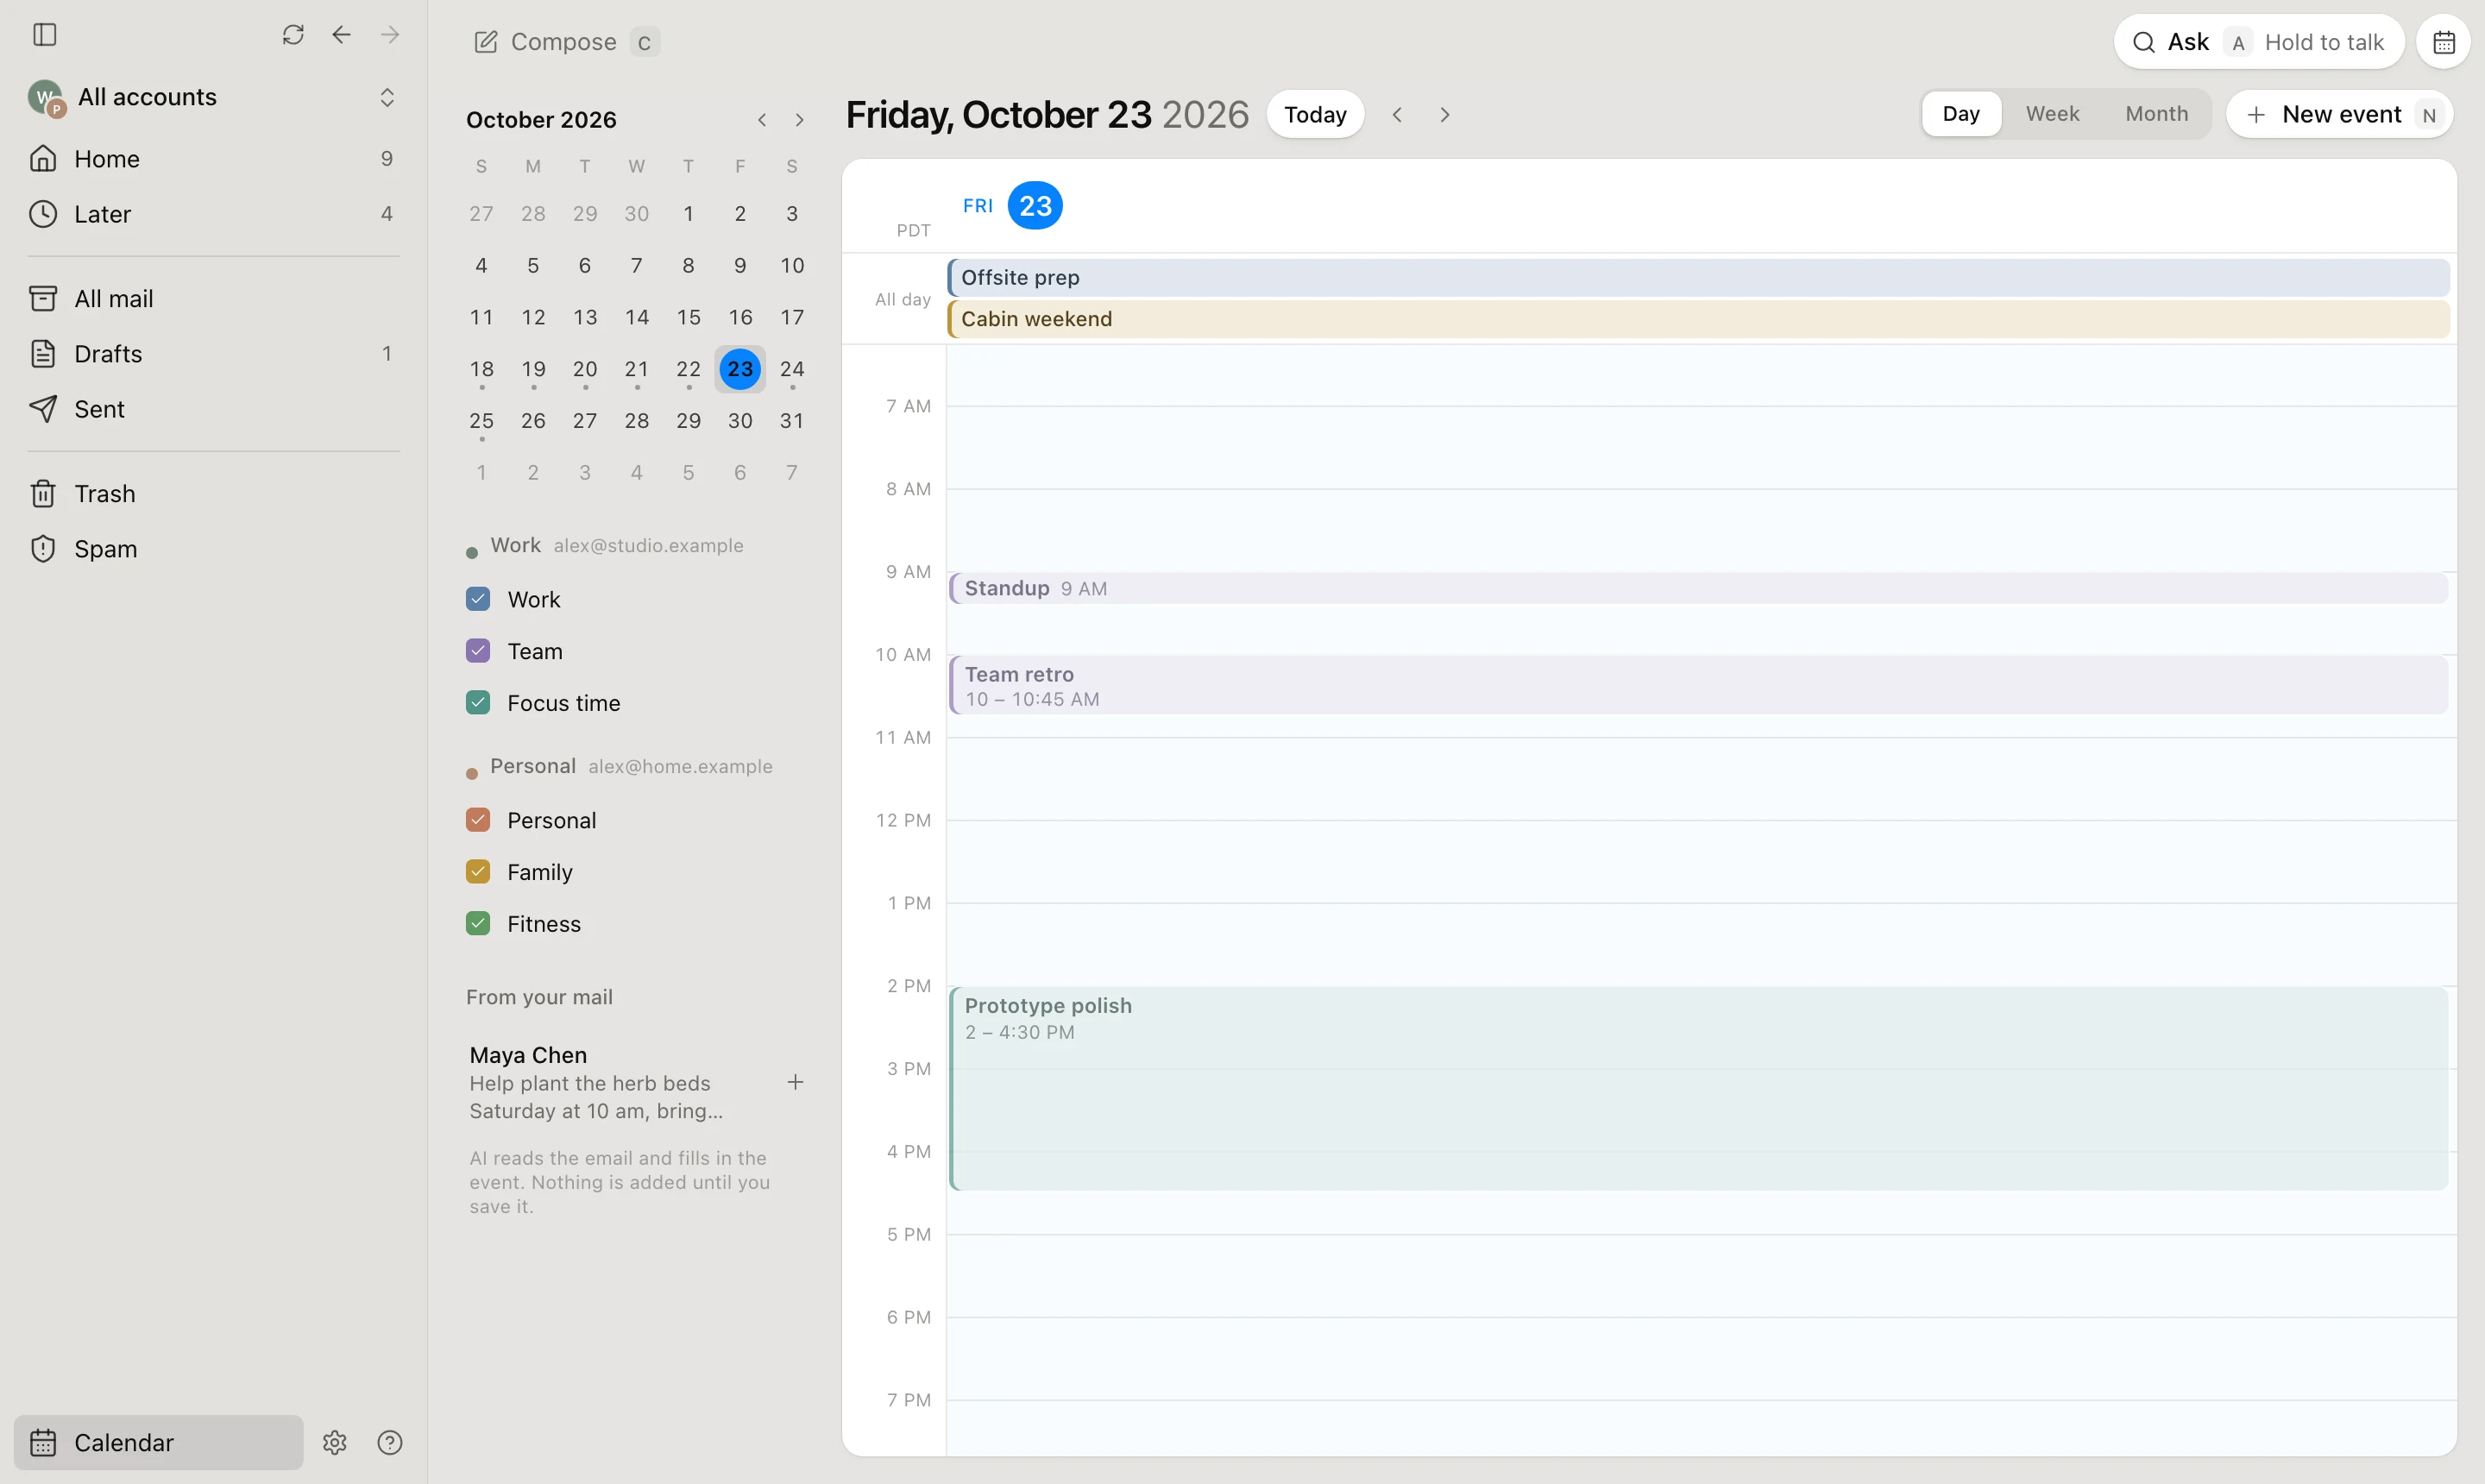 W
P
All accounts
Home 9
Later 4
All mail
Drafts 1
Sent
Trash
Spam
Calendar
Compose C
October 2026
S M T W T F S
27 28 29 30 1 2 3
4 5 6 7 8 9 10
11 12 13 14 15 16 17
18 19 20 21 22 23 24
25 26 27 28 29 30 31
1 2 3 4 5 6 7
Work alex@studio.example
Work
Team
Focus time
Personal alex@home.example
Personal
Family
Fitness
From your mail
Maya Chen
Help plant the herb beds
Saturday at 10 am, bring...
AI reads the email and fills in the
event. Nothing is added until you
save it.
Ask A Hold to talk
Friday, October 23 2026 Today
Day Week Month
New event N
FRI 23
PDT
All day
Offsite prep
Cabin weekend
7 AM
8 AM
9 AM
Standup 9 AM
10 AM
Team retro
10 – 10:45 AM
11 AM
12 PM
1 PM
2 PM
Prototype polish
2 – 4:30 PM
3 PM
4 PM
5 PM
6 PM
7 PM